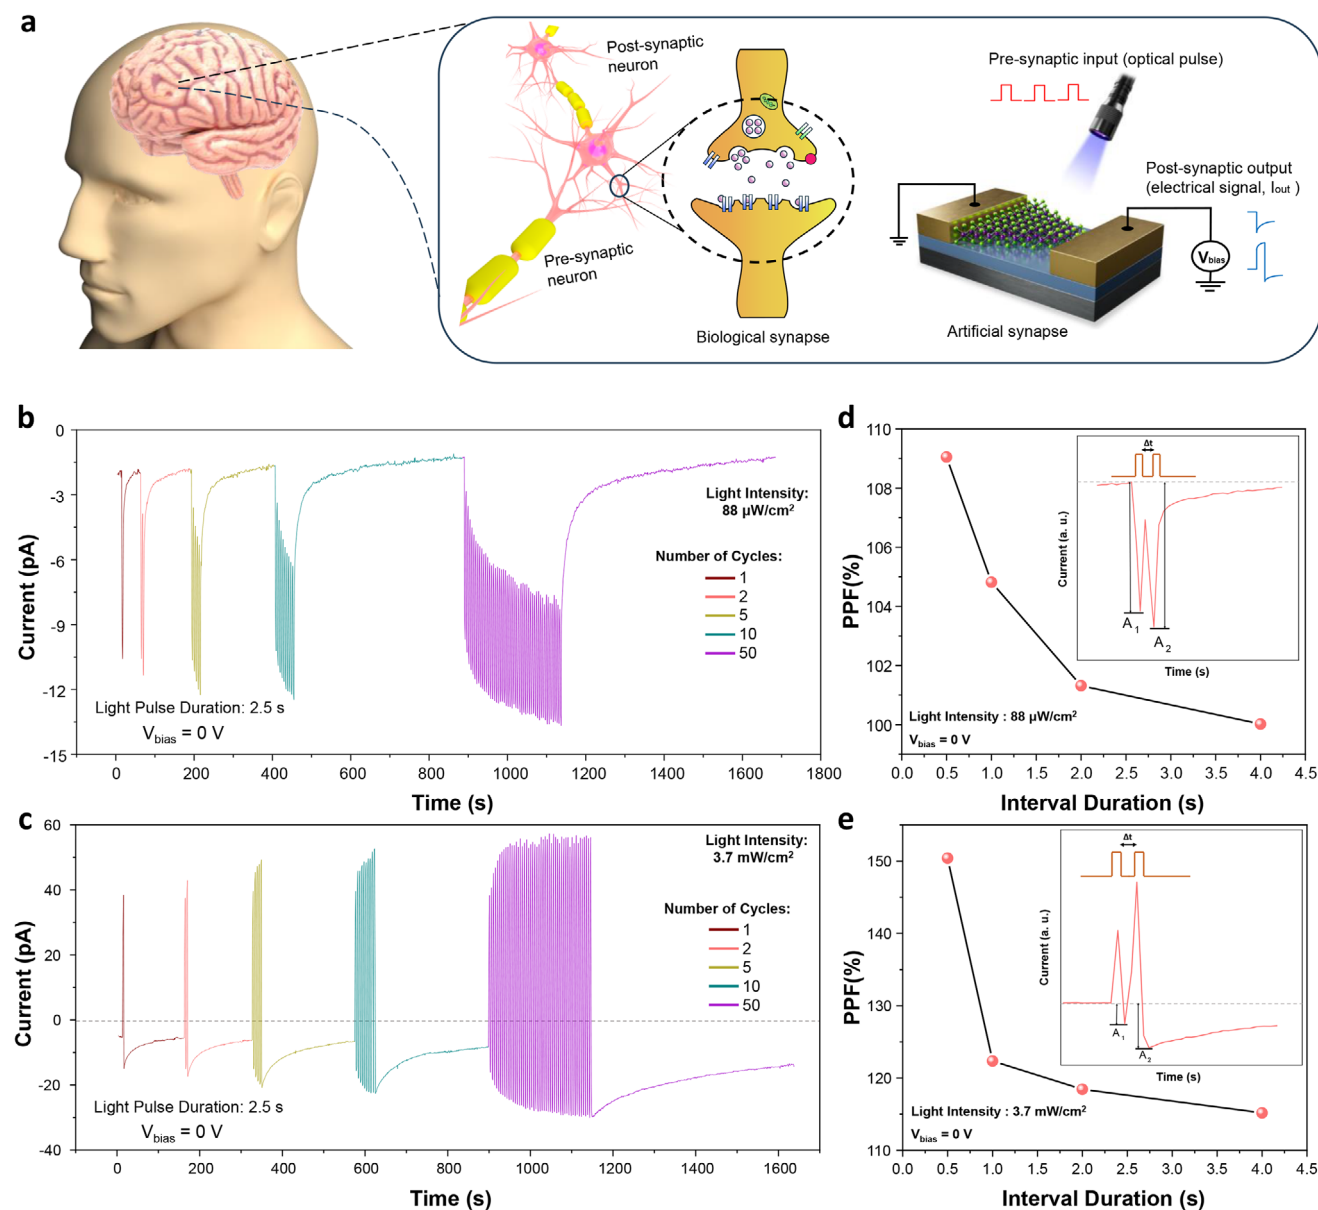 a
Post-synaptic
neuron
Pre-synaptic
neuron
Biological synapse
Pre-synaptic input (optical pulse)
Post-synaptic output
(electrical signal, Iout )
Vbias
Artificial synapse
b
0
-3
-6
-9
-12
-15
Current (pA)
Light Intensity:
88 µW/cm²
Number of Cycles:
1
2
5
10
50
Light Pulse Duration: 2.5 s
Vbias = 0 V
0 200 400 600 800 1000 1200 1400 1600 1800
Time (s)
c
60
40
20
0
-20
-40
Current (pA)
Light Intensity:
3.7 mW/cm²
Number of Cycles:
1
2
5
10
50
Light Pulse Duration: 2.5 s
Vbias = 0 V
0 200 400 600 800 1000 1200 1400 1600
Time (s)
d
110
108
106
104
102
100
PPF(%)
Δt
Current (a. u.)
A1
A2
Time (s)
Light Intensity : 88 µW/cm²
Vbias = 0 V
0.0 0.5 1.0 1.5 2.0 2.5 3.0 3.5 4.0 4.5
Interval Duration (s)
e
150
140
130
120
110
PPF(%)
Δt
Current (a. u.)
A1
A2
Time (s)
Light Intensity : 3.7 mW/cm²
Vbias = 0 V
0.0 0.5 1.0 1.5 2.0 2.5 3.0 3.5 4.0 4.5
Interval Duration (s)